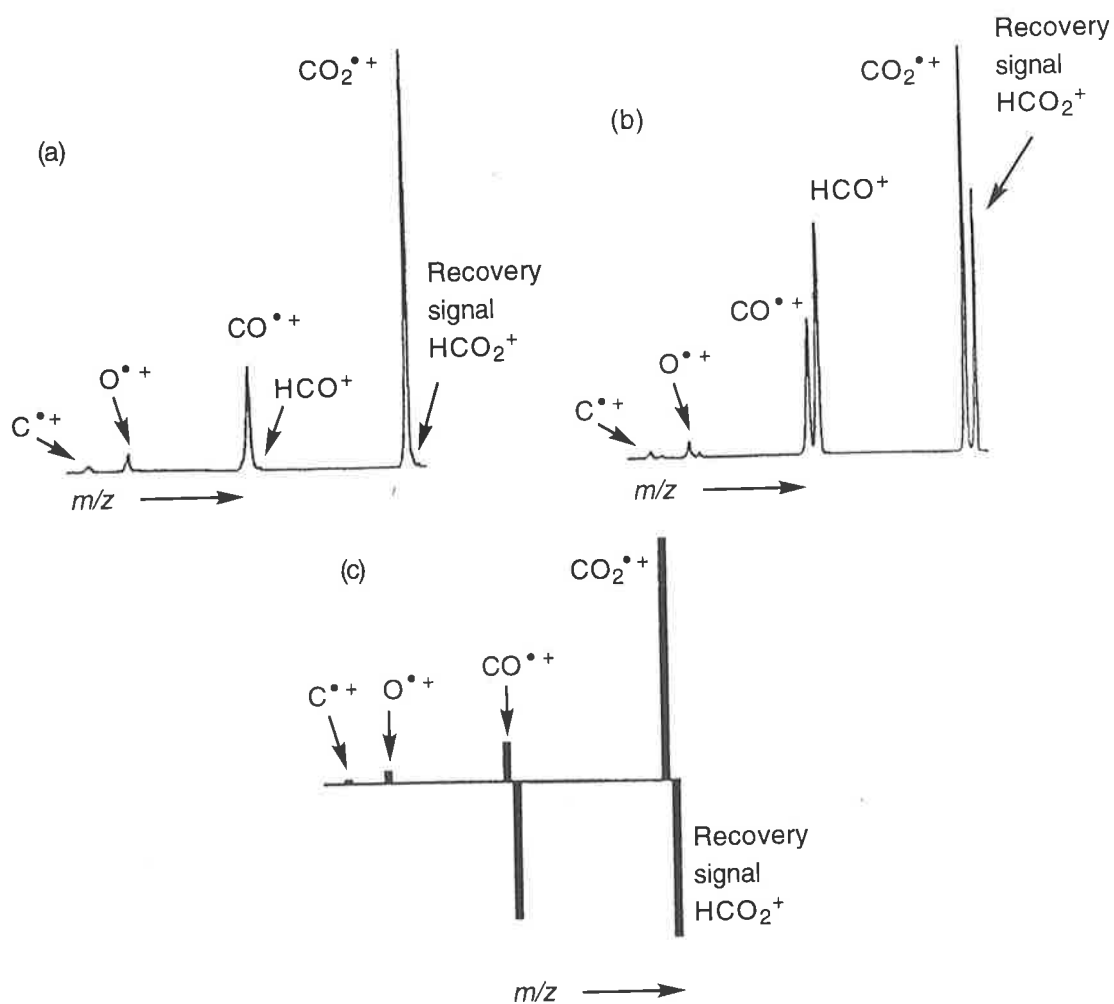 (a)
CO₂•+
Recovery
signal
HCO₂+
CO•+
HCO+
O•+
C•+
m/z
(b)
CO₂•+
Recovery
signal
HCO₂+
HCO+
CO•+
O•+
C•+
m/z
(c)
CO₂•+
CO•+
O•+
C•+
Recovery
signal
HCO₂+
m/z